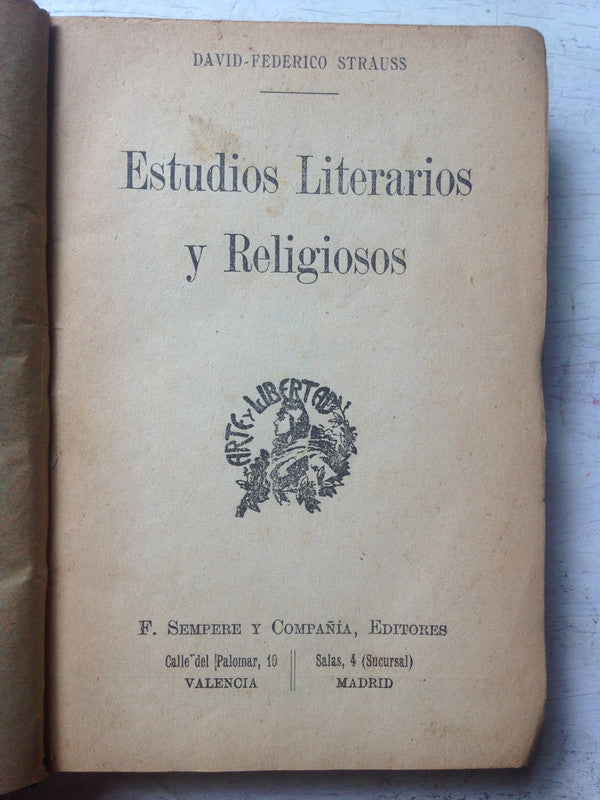 DAVID-FEDERICO STRAUSS
Estudios Literarios
y Religiosos
ARTE Y LIBERTAD
F. SEMPERE Y COMPAÑÍA, EDITORES
Calle del Palomar, 10 || Salas, 4 (Sucursal)
VALENCIA || MADRID